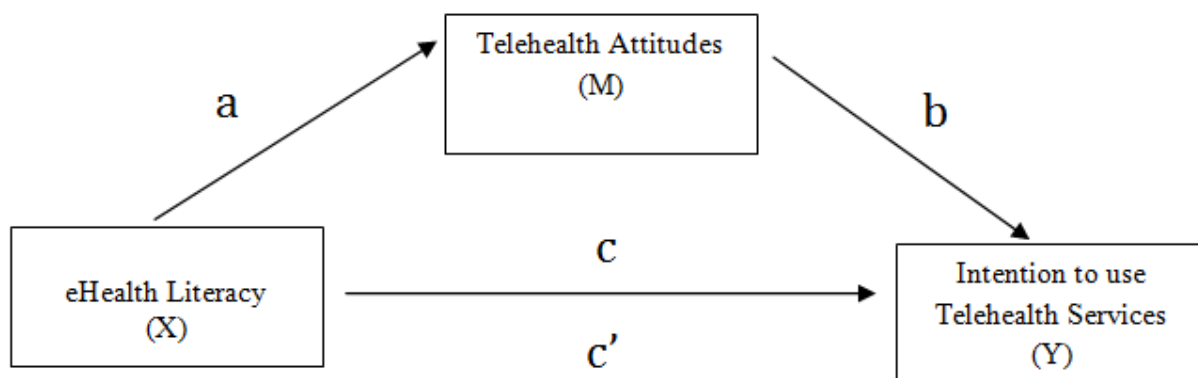 Telehealth Attitudes
(M)
a
b
eHealth Literacy
(X)
c
c’
Intention to use
Telehealth Services
(Y)